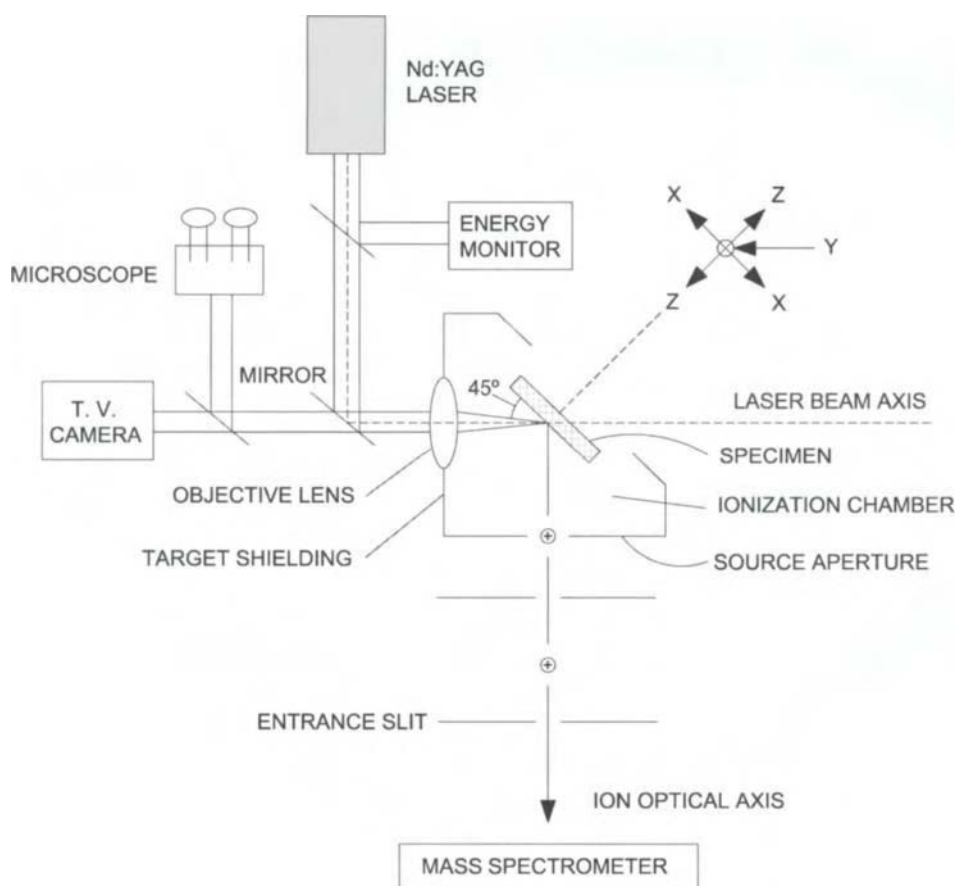 Nd:YAG
LASER
X
Z
ENERGY
MONITOR
Y
MICROSCOPE
Z
X
MIRROR
45º
T. V.
CAMERA
LASER BEAM AXIS
SPECIMEN
OBJECTIVE LENS
IONIZATION CHAMBER
TARGET SHIELDING
SOURCE APERTURE
ENTRANCE SLIT
ION OPTICAL AXIS
MASS SPECTROMETER